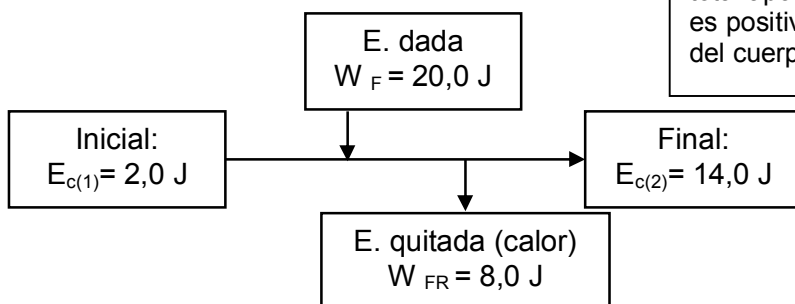 es positiv
del cuerp
E. dada
W F = 20,0 J
Inicial:
Ec(1)= 2,0 J
Final:
Ec(2)= 14,0 J
E. quitada (calor)
W FR = 8,0 J